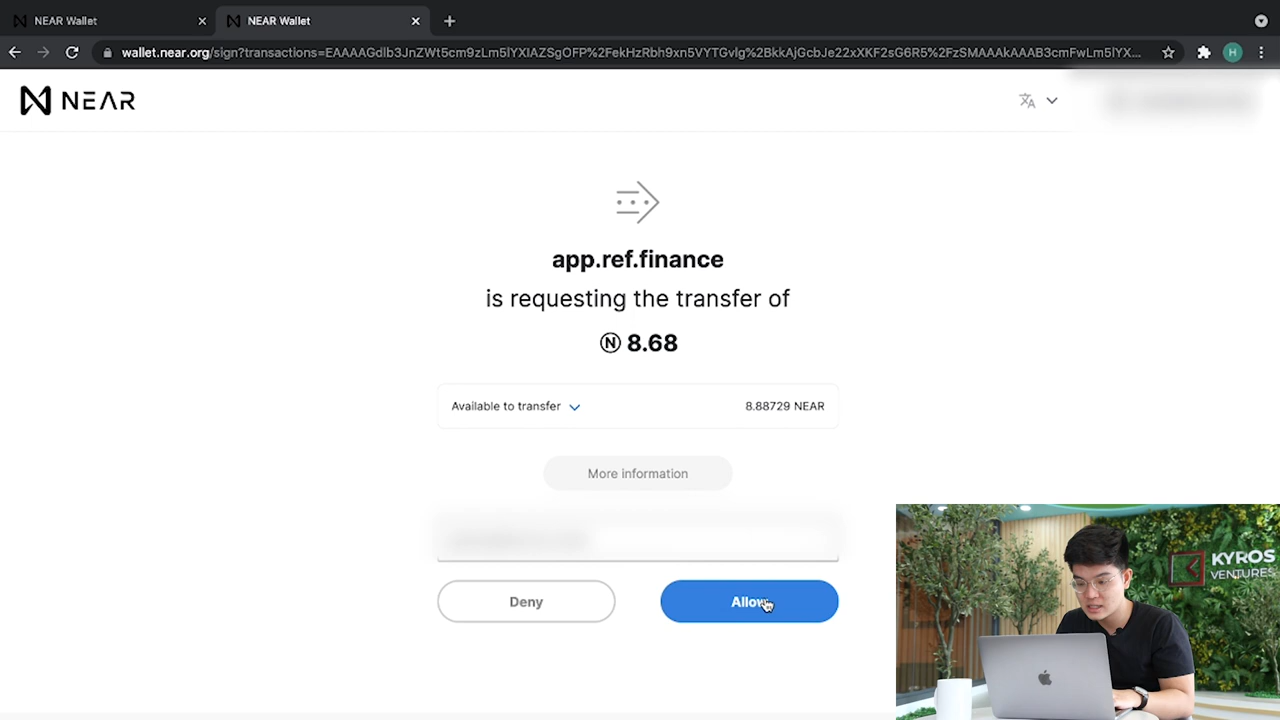 NEAR Wallet
NEAR Wallet
wallet.near.org/sign?transactions=EAAAAGdlb3JnZWt5cm9zLm5lYXIAZSgOFP%2FekHzRbh9xn5VYTGvlg%2BkkAjGcbJe22xXKF2sG6R5%2FzSMAAAkAAAB3cmFwLm5lYX...
H
NEAR
app.ref.finance
is requesting the transfer of
N 8.68
Available to transfer
8.88729 NEAR
More information
Deny
Allow
KYROS
VENTURES